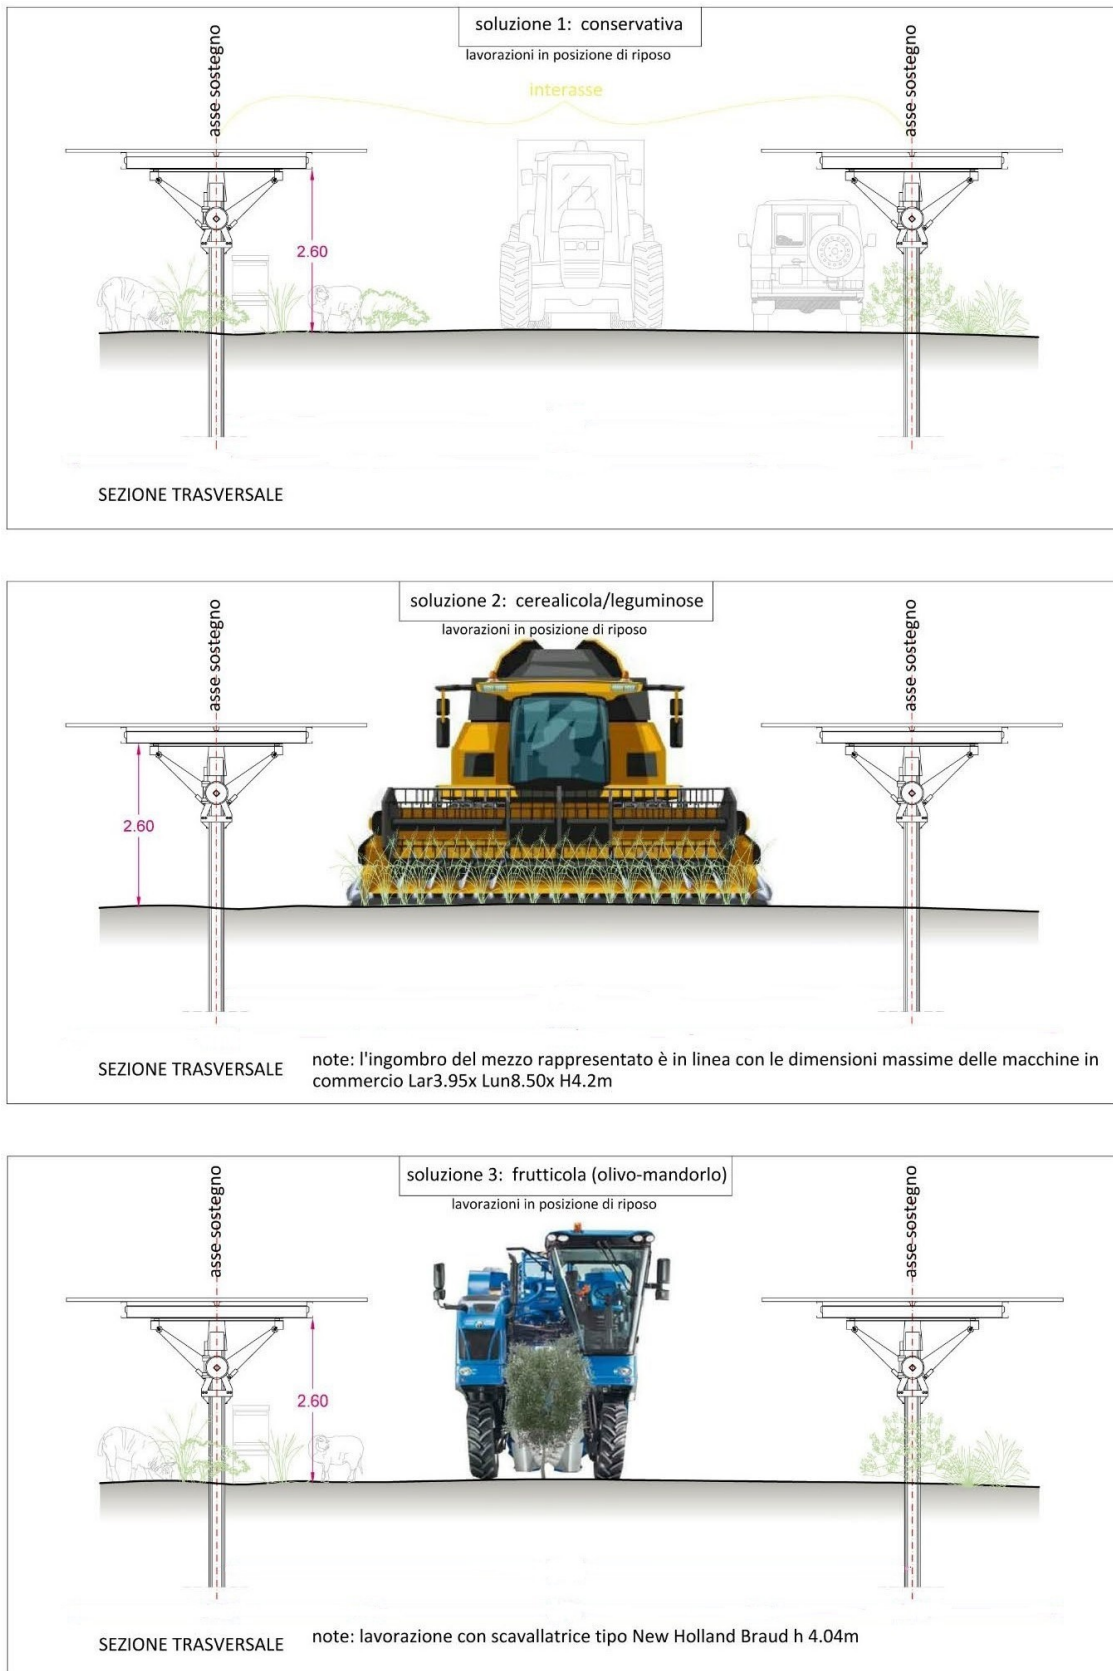 soluzione 1: conservativa
lavorazioni in posizione di riposo
asse sostegno
interasse
asse sostegno
2.60
SEZIONE TRASVERSALE
soluzione 2: cerealicola/leguminose
lavorazioni in posizione di riposo
asse sostegno
asse sostegno
2.60
SEZIONE TRASVERSALE
note: l'ingombro del mezzo rappresentato è in linea con le dimensioni massime delle macchine in
commercio Lar3.95x Lun8.50x H4.2m
soluzione 3: frutticola (olivo-mandorlo)
lavorazioni in posizione di riposo
asse sostegno
asse sostegno
2.60
SEZIONE TRASVERSALE
note: lavorazione con scavallatrice tipo New Holland Braud h 4.04m